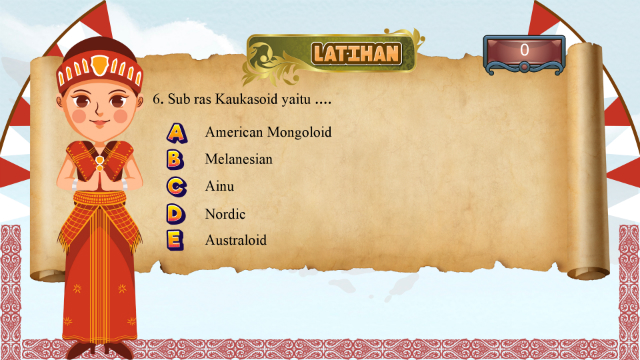 LATIHAN
0
6. Sub ras Kaukasoid yaitu ....
A American Mongoloid
B Melanesian
C Ainu
D Nordic
E Australoid